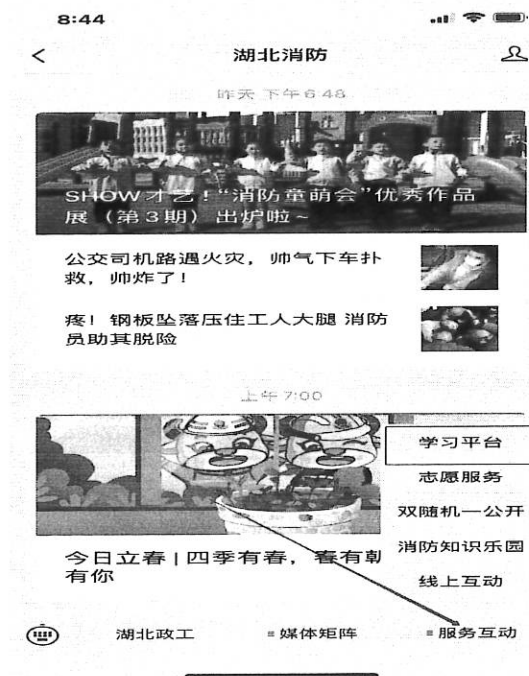 8:44
湖北消防
昨天 下午 6:48
SHOW才艺！“消防童萌会”优秀作品
展（第3期）出炉啦~
公交司机路遇火灾，帅气下车扑
救，帅炸了！
疼！钢板坠落压住工人大腿 消防
员助其脱险
上午 7:00
今日立春 | 四季有春，春有
有你
学习平台
志愿服务
双随机一公开
消防知识乐园
线上互动
湖北政工
媒体矩阵
服务互动